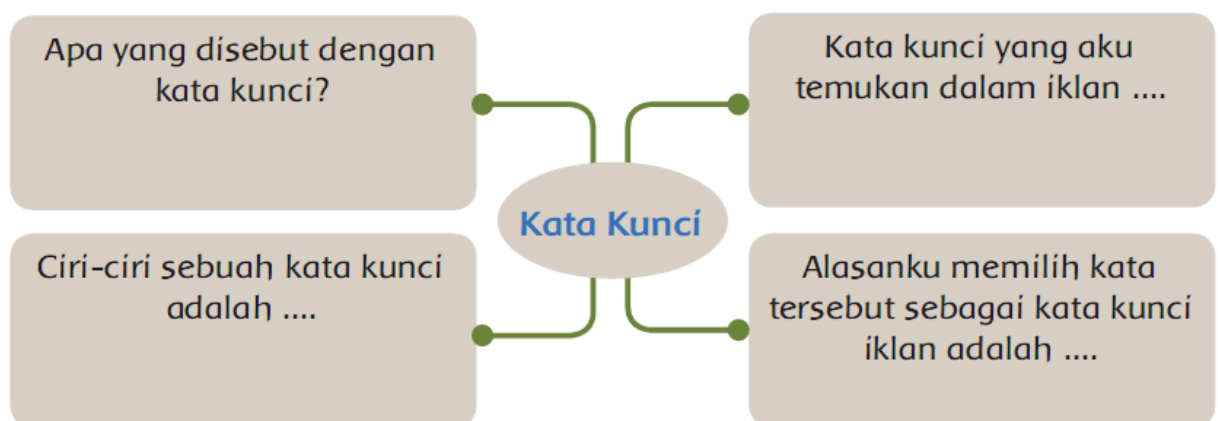 Apa yang disebut dengan
kata kunci?
Kata kunci yang aku
temukan dalam iklan ....
Kata Kunci
Ciri-ciri sebuah kata kunci
adalah ....
Alasanku memilih kata
tersebut sebagai kata kunci
iklan adalah ....